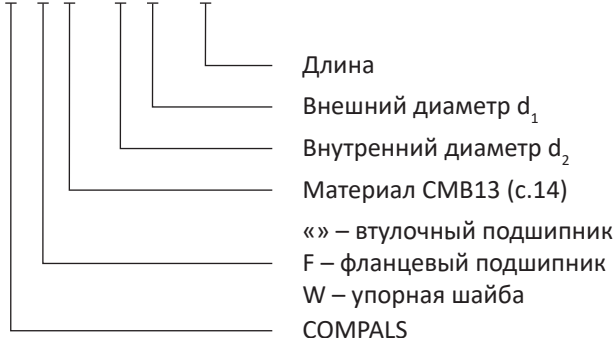 Длина
Внешний диаметр d₁
Внутренний диаметр d₂
Материал CMB13 (с.14)
«» – втулочный подшипник
F – фланцевый подшипник
W – упорная шайба
COMPALS